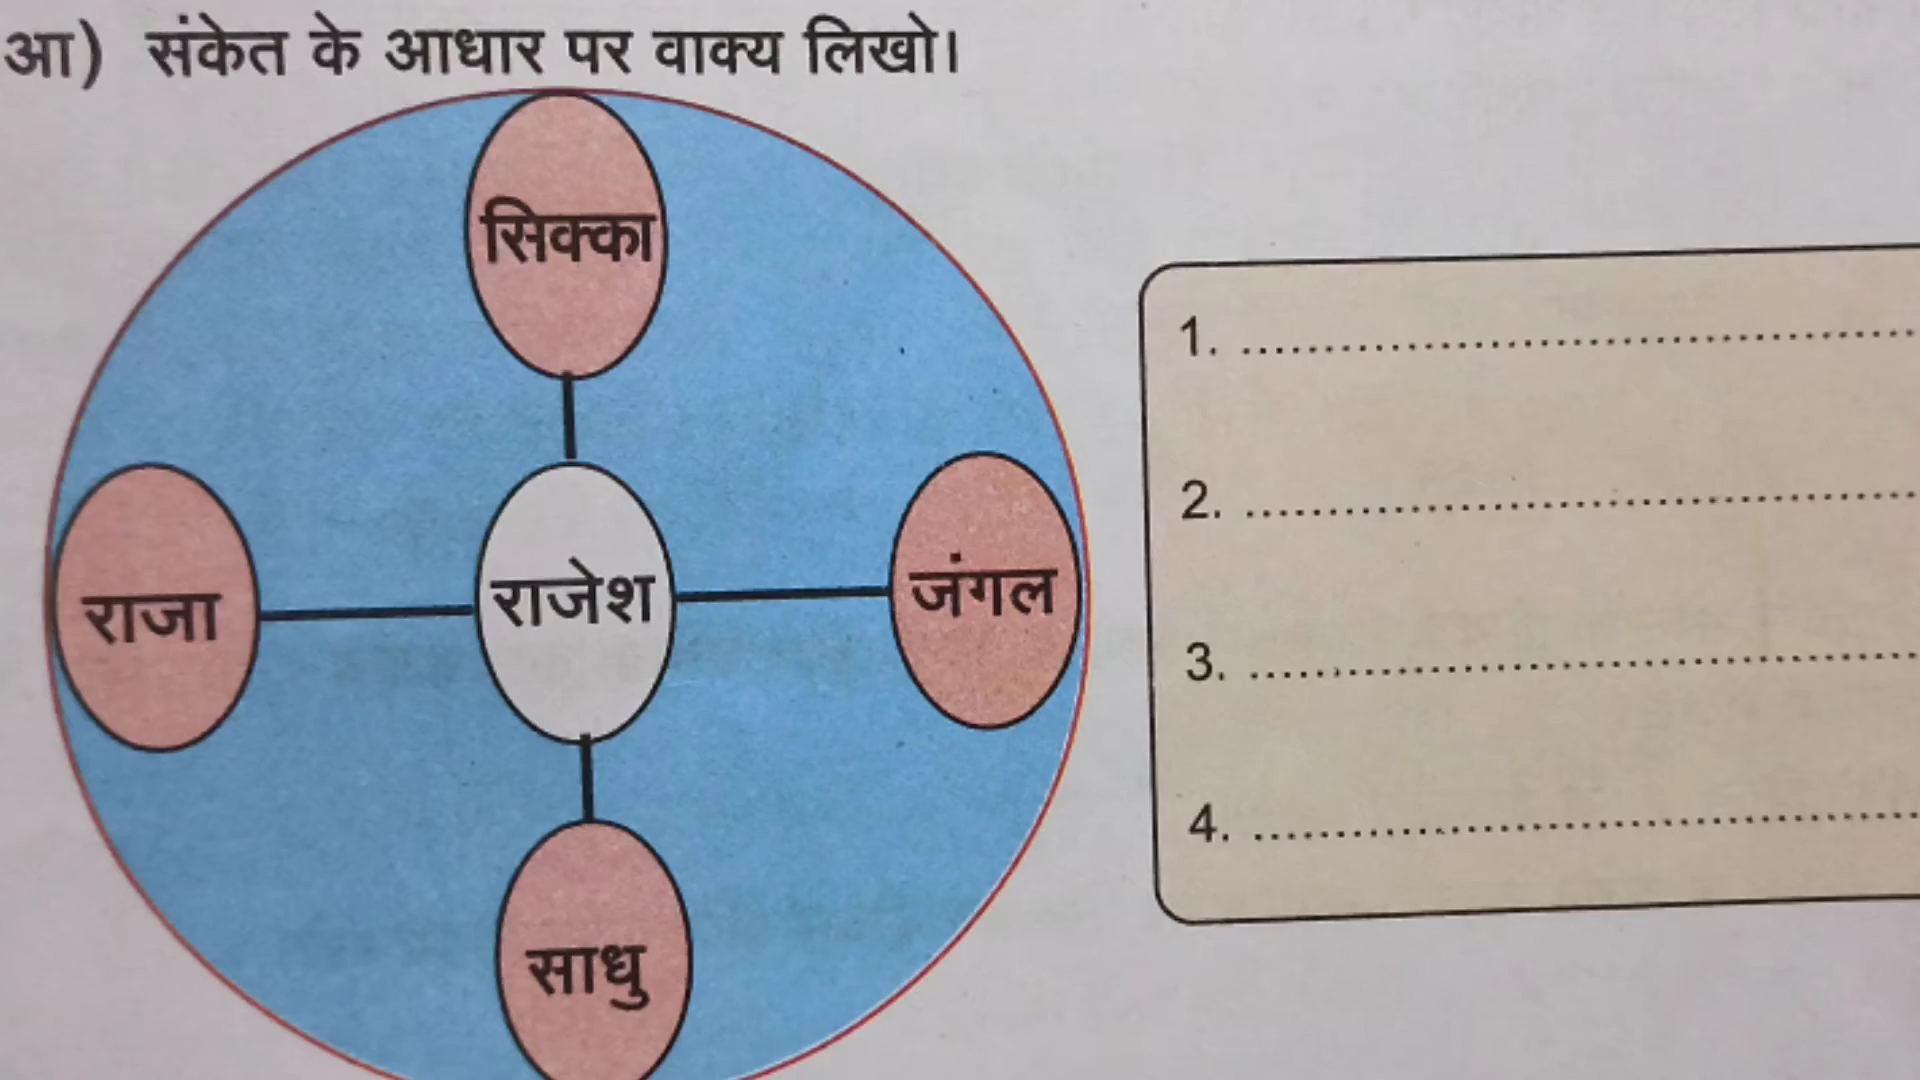 आ) संकेत के आधार पर वाक्य लिखो।
सिक्का
राजा
राजेश
जंगल
साधु
1. ........................................
2. ........................................
3. ........................................
4. ........................................